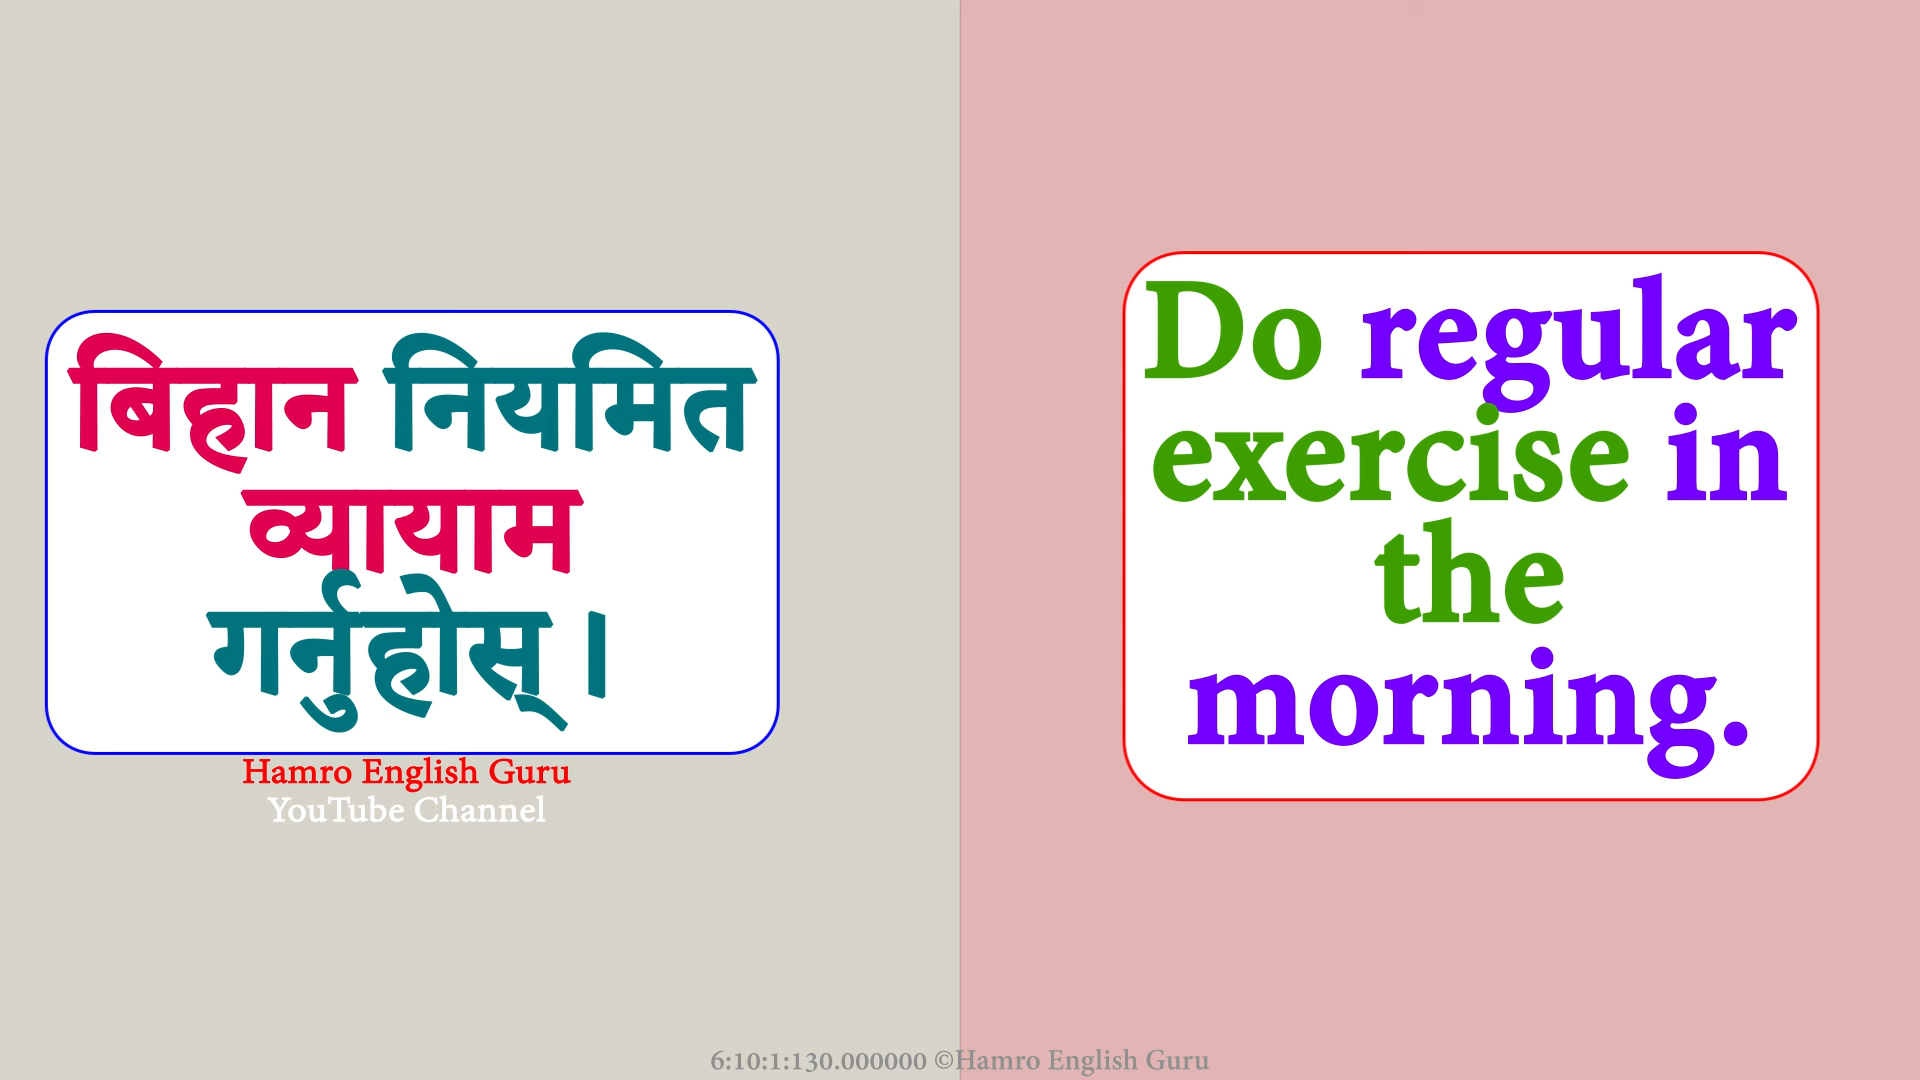 बिहान नियमित
व्यायाम
गर्नुहोस् ।
Hamro English Guru
YouTube Channel
Do regular
exercise in
the
morning.
6:10:1:130.000000 ©Hamro English Guru